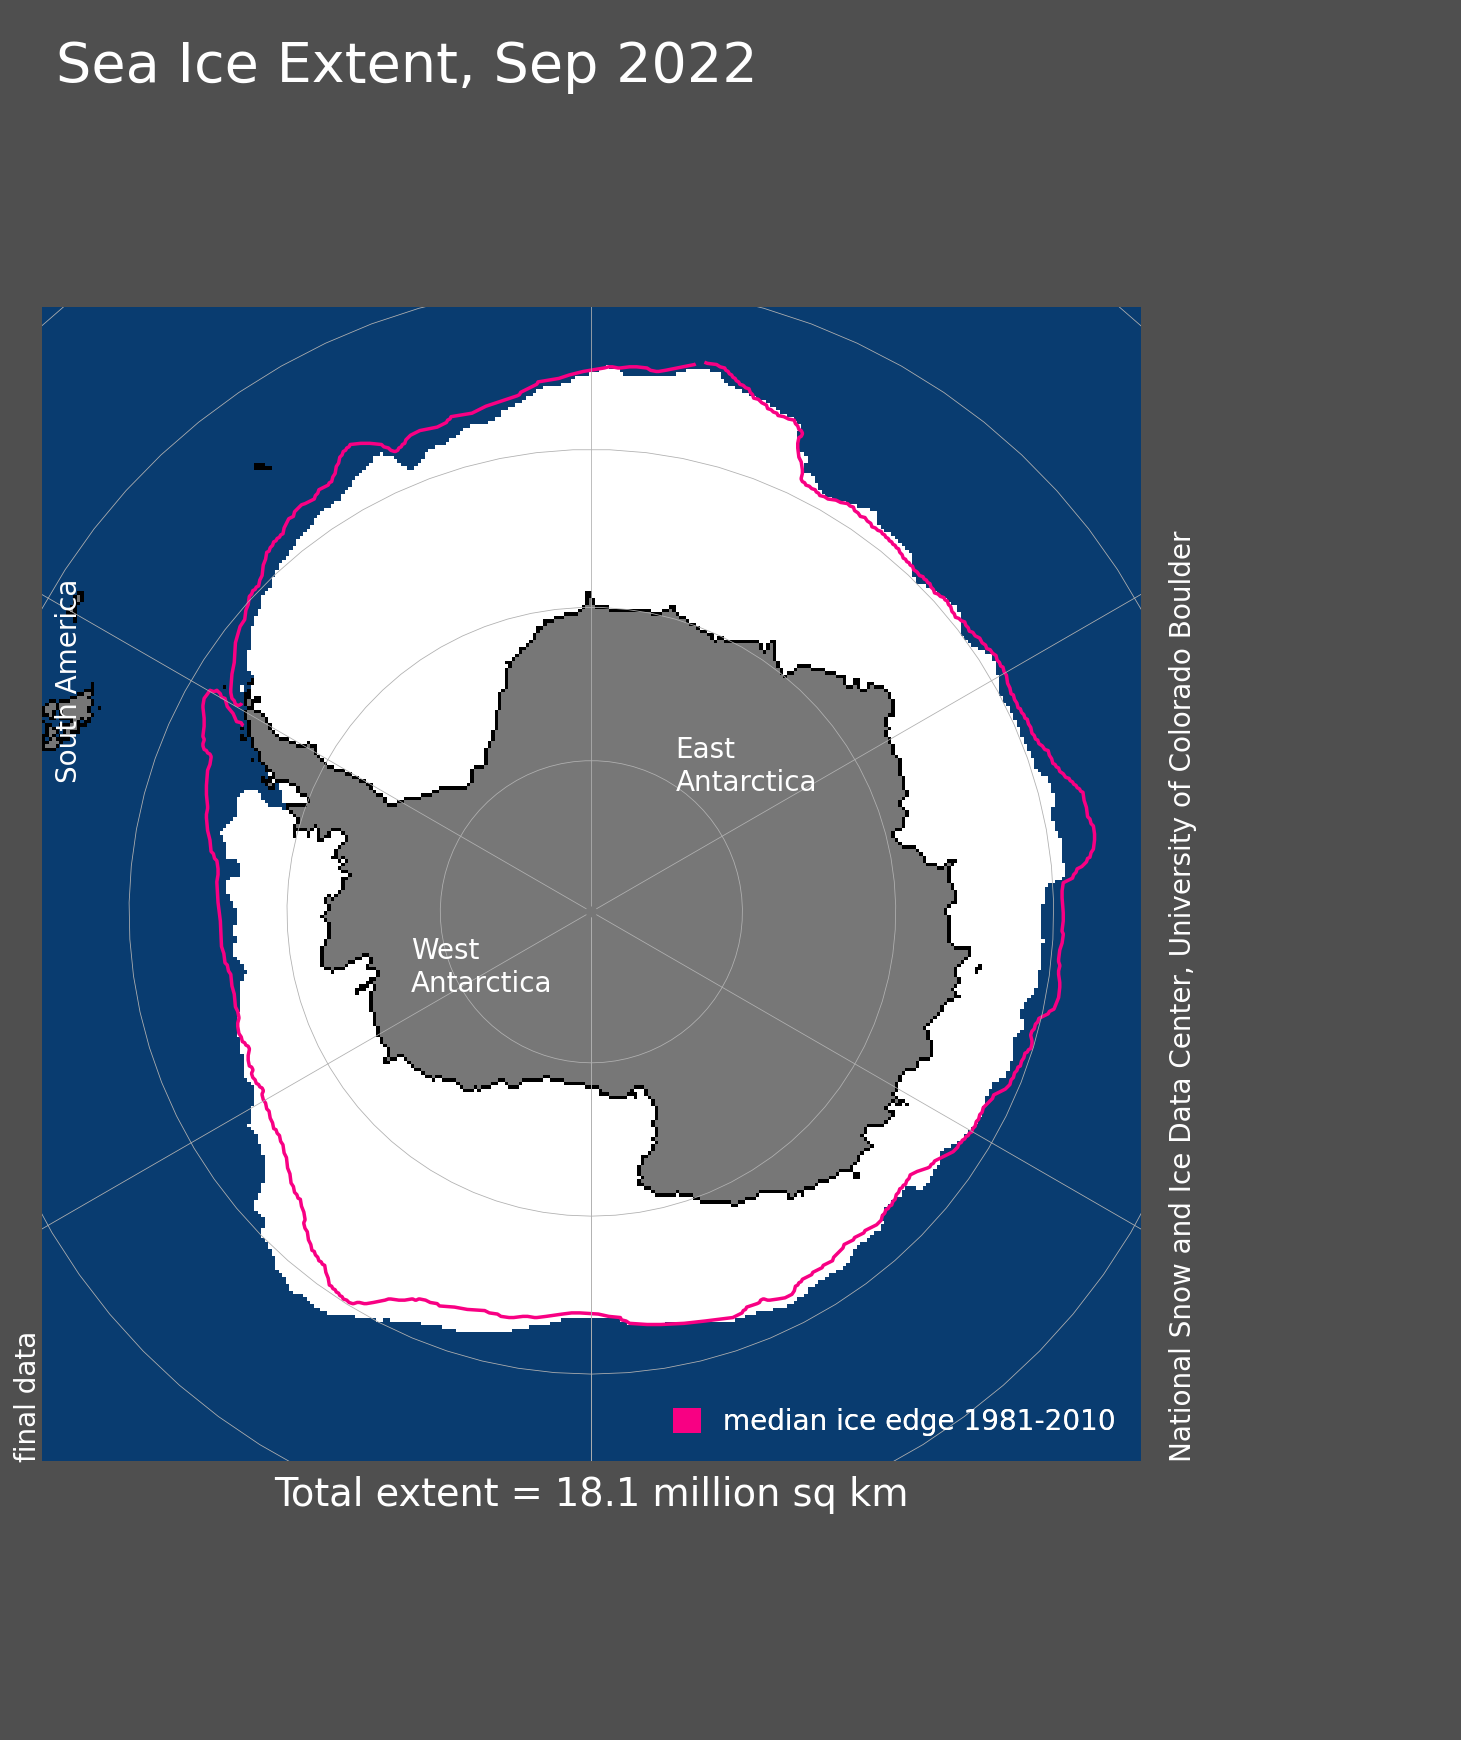 Sea Ice Extent, Sep 2022
South America
East
Antarctica
West
Antarctica
median ice edge 1981-2010
final data
National Snow and Ice Data Center, University of Colorado Boulder
Total extent = 18.1 million sq km